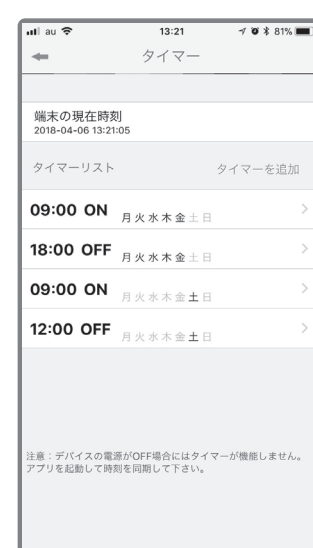 au 13:21 81%
タイマー
端末の現在時刻
2018-04-06 13:21:05
タイマーリスト タイマーを追加
09:00 ON 月火水木金土日
18:00 OFF 月火水木金土日
09:00 ON 月火水木金土日
12:00 OFF 月火水木金土日
注意：デバイスの電源がOFF場合にはタイマーが機能しません。
アプリを起動して時刻を同期して下さい。